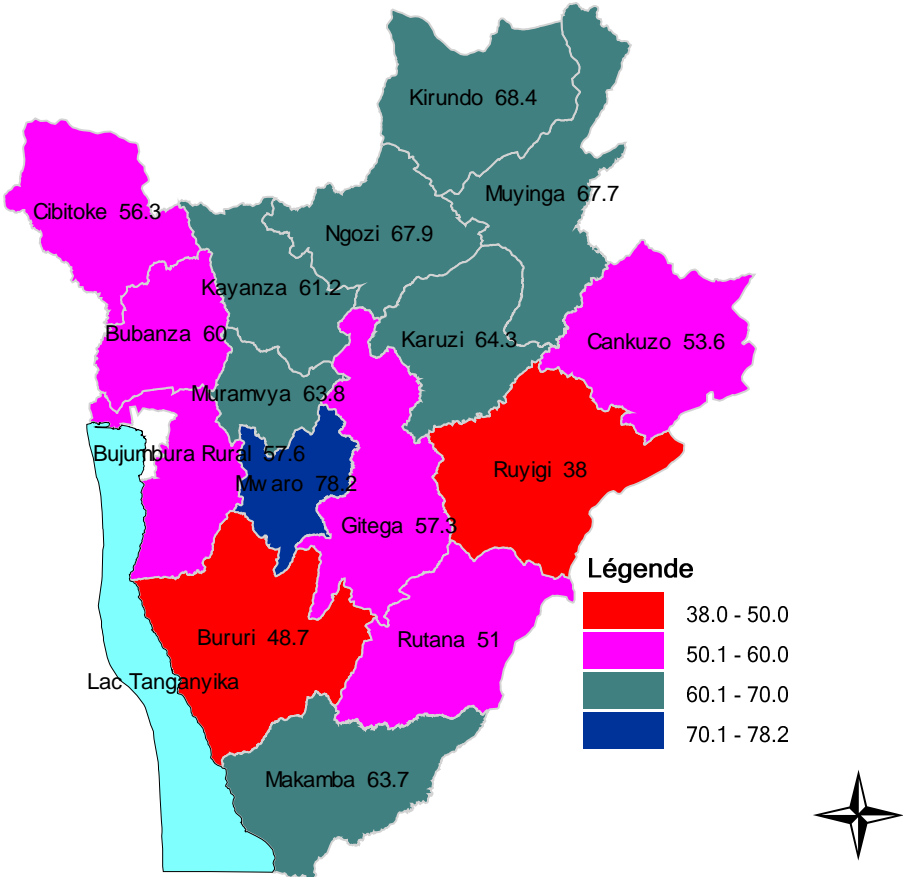 Kirundo 68.4
Muyinga 67.7
Cibitoke 56.3
Ngozi 67.9
Kayanza 61.2
Bubanza 60
Karuzi 64.3
Cankuzo 53.6
Muramvya 63.8
Bujumbura Rural 57.6
Ruyigi 38
Mwaro 78.2
Gitega 57.3
Légende
38.0 - 50.0
Bururi 48.7
Rutana 51
50.1 - 60.0
Lac Tanganyika
60.1 - 70.0
70.1 - 78.2
Makamba 63.7